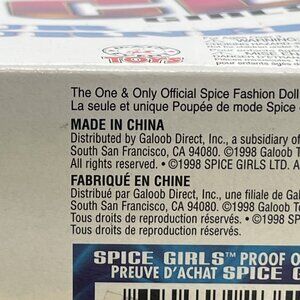 WARNING:
The One & Only Official Spice Fashion Doll
La seule et unique Poupée de mode Spice
MADE IN CHINA
Distributed by Galoob Direct, Inc., a subsidiary of
South San Francisco, CA 94080. ©1998 Galoob T
All rights reserved. • ©1998 SPICE GIRLS LTD. A
FABRIQUÉ EN CHINE
Distribué par Galoob Direct, Inc., une filiale de Ga
South San Francisco, CA 94080. ©1998 Galoob To
Tous droits de reproduction réservés. • ©1998 S
Tous droits de reproduction réservés.
SPICE GIRLS™ PROOF O
PREUVE D'ACHAT SPICE G